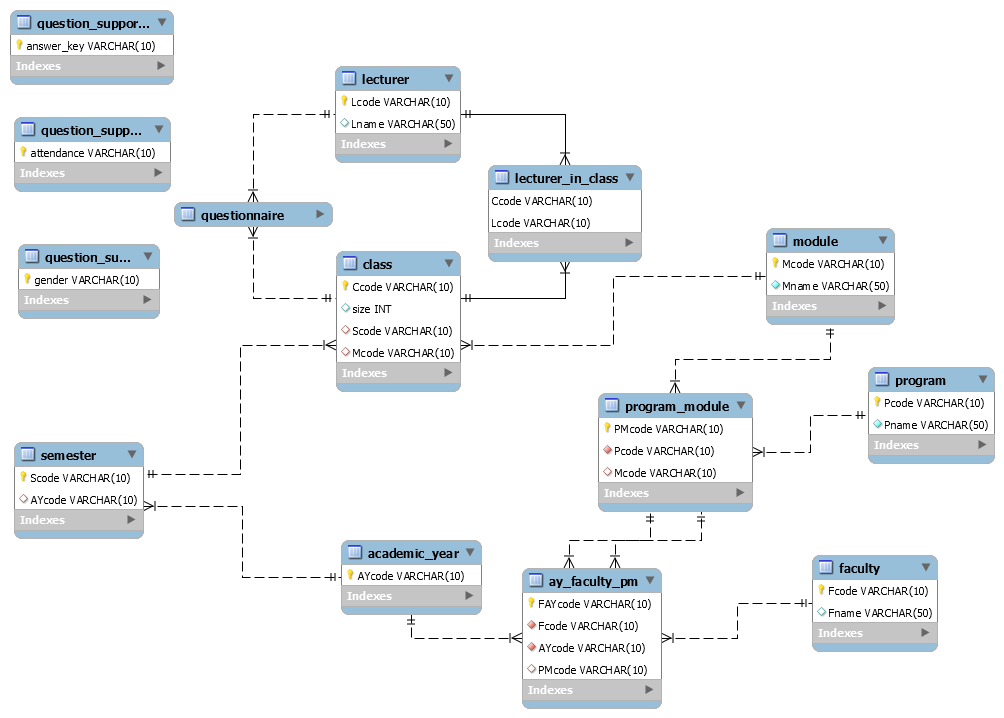 question_suppor...
answer_key VARCHAR(10)
Indexes
question_supp...
attendance VARCHAR(10)
Indexes
question_su...
gender VARCHAR(10)
Indexes
lecturer
Lcode VARCHAR(10)
Lname VARCHAR(50)
Indexes
questionnaire
lecturer_in_class
Ccode VARCHAR(10)
Lcode VARCHAR(10)
Indexes
class
Ccode VARCHAR(10)
size INT
Scode VARCHAR(10)
Mcode VARCHAR(10)
Indexes
module
Mcode VARCHAR(10)
Mname VARCHAR(50)
Indexes
program_module
PMcode VARCHAR(10)
Pcode VARCHAR(10)
Mcode VARCHAR(10)
Indexes
program
Pcode VARCHAR(10)
Pname VARCHAR(50)
Indexes
semester
Scode VARCHAR(10)
AYcode VARCHAR(10)
Indexes
academic_year
AYcode VARCHAR(10)
Indexes
ay_faculty_pm
FAYcode VARCHAR(10)
Fcode VARCHAR(10)
AYcode VARCHAR(10)
PMcode VARCHAR(10)
Indexes
faculty
Fcode VARCHAR(10)
Fname VARCHAR(50)
Indexes